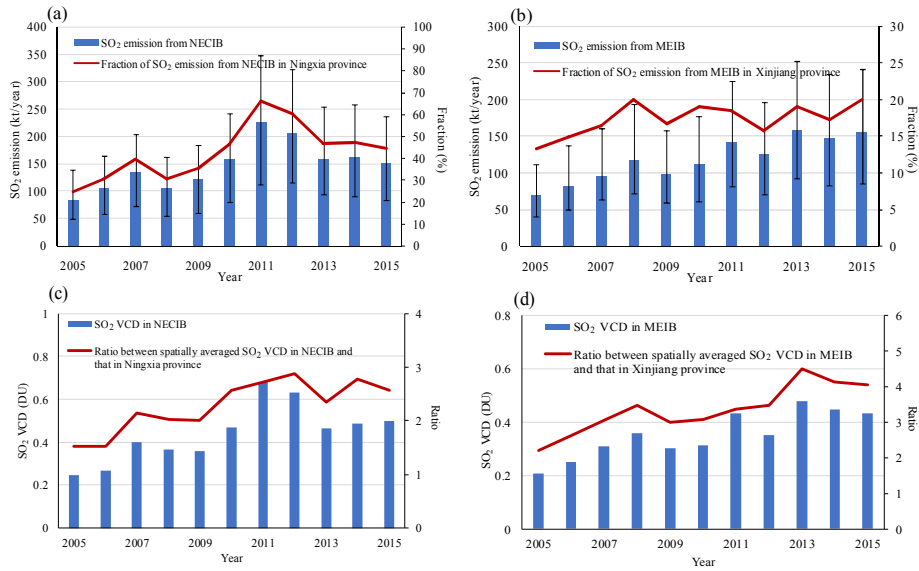 (a)
SO2 emission from NECIB
Fraction of SO2 emission from NECIB in Ningxia province
SO2 emission (kt/year)
400
350
300
250
200
150
100
50
0
100
90
80
70
60
50
40
30
20
10
0
Fraction (%)
2005 2007 2009 2011 2013 2015
Year
(b)
SO2 emission from MEIB
Fraction of SO2 emission from MEIB in Xinjiang province
SO2 emission (kt/year)
300
250
200
150
100
50
0
30
25
20
15
10
5
0
Fraction (%)
2005 2007 2009 2011 2013 2015
Year
(c)
SO2 VCD in NECIB
Ratio between spatially averaged SO2 VCD in NECIB and
that in Ningxia province
SO2 VCD (DU)
1
0.8
0.6
0.4
0.2
0
4
3
2
1
0
Ratio
2005 2007 2009 2011 2013 2015
Year
(d)
SO2 VCD in MEIB
Ratio between spatially averaged SO2 VCD in MEIB
and that in Xinjiang province
SO2 VCD (DU)
0.8
0.6
0.4
0.2
0
6
5
4
3
2
1
0
Ratio
2005 2007 2009 2011 2013 2015
Year